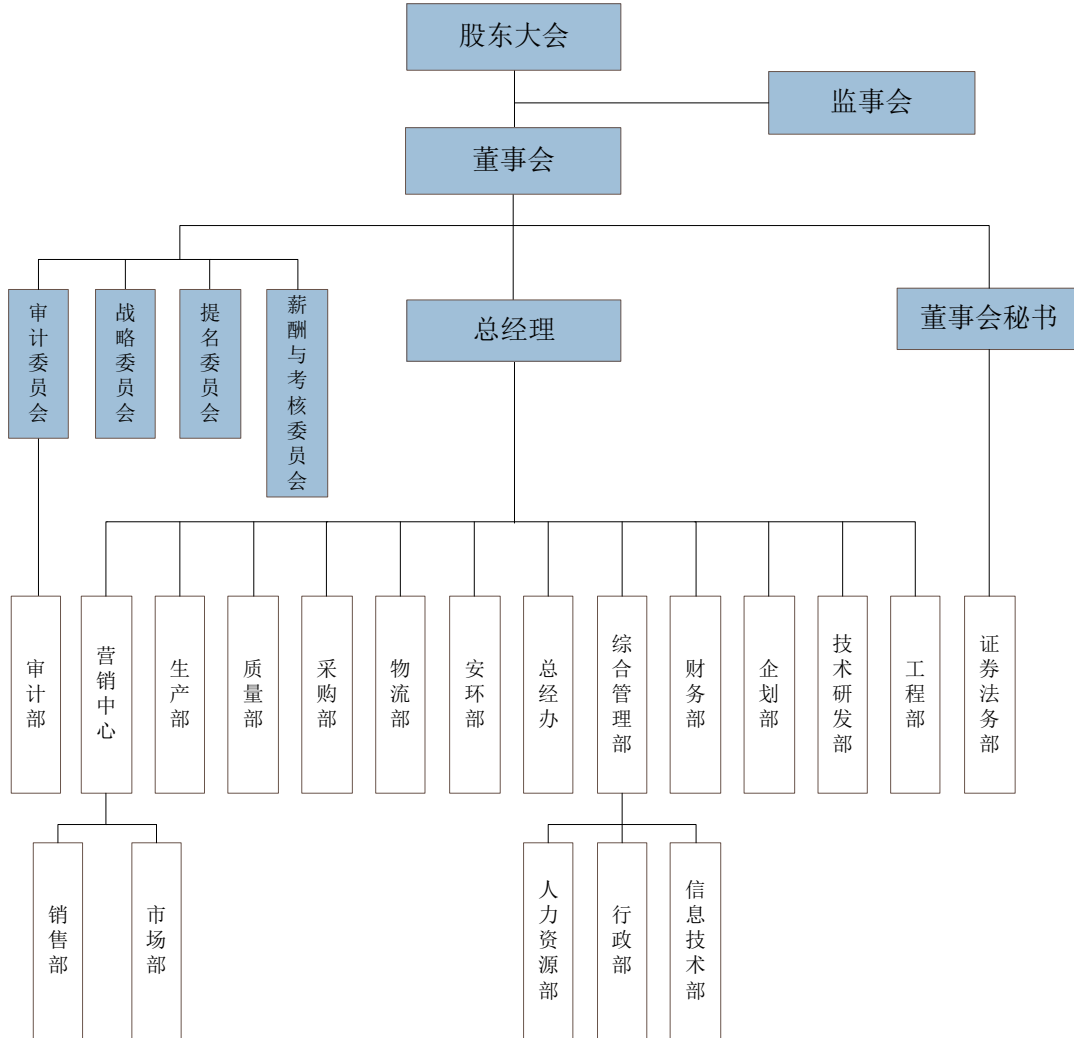 股东大会
监事会
董事会
审计委员会
战略委员会
提名委员会
薪酬与考核委员会
总经理
董事会秘书
审计部
营销中心
生产部
质量部
采购部
物流部
安环部
总经办
综合管理部
财务部
企划部
技术研发部
工程部
证券法务部
销售部
市场部
人力资源部
行政部
信息技术部